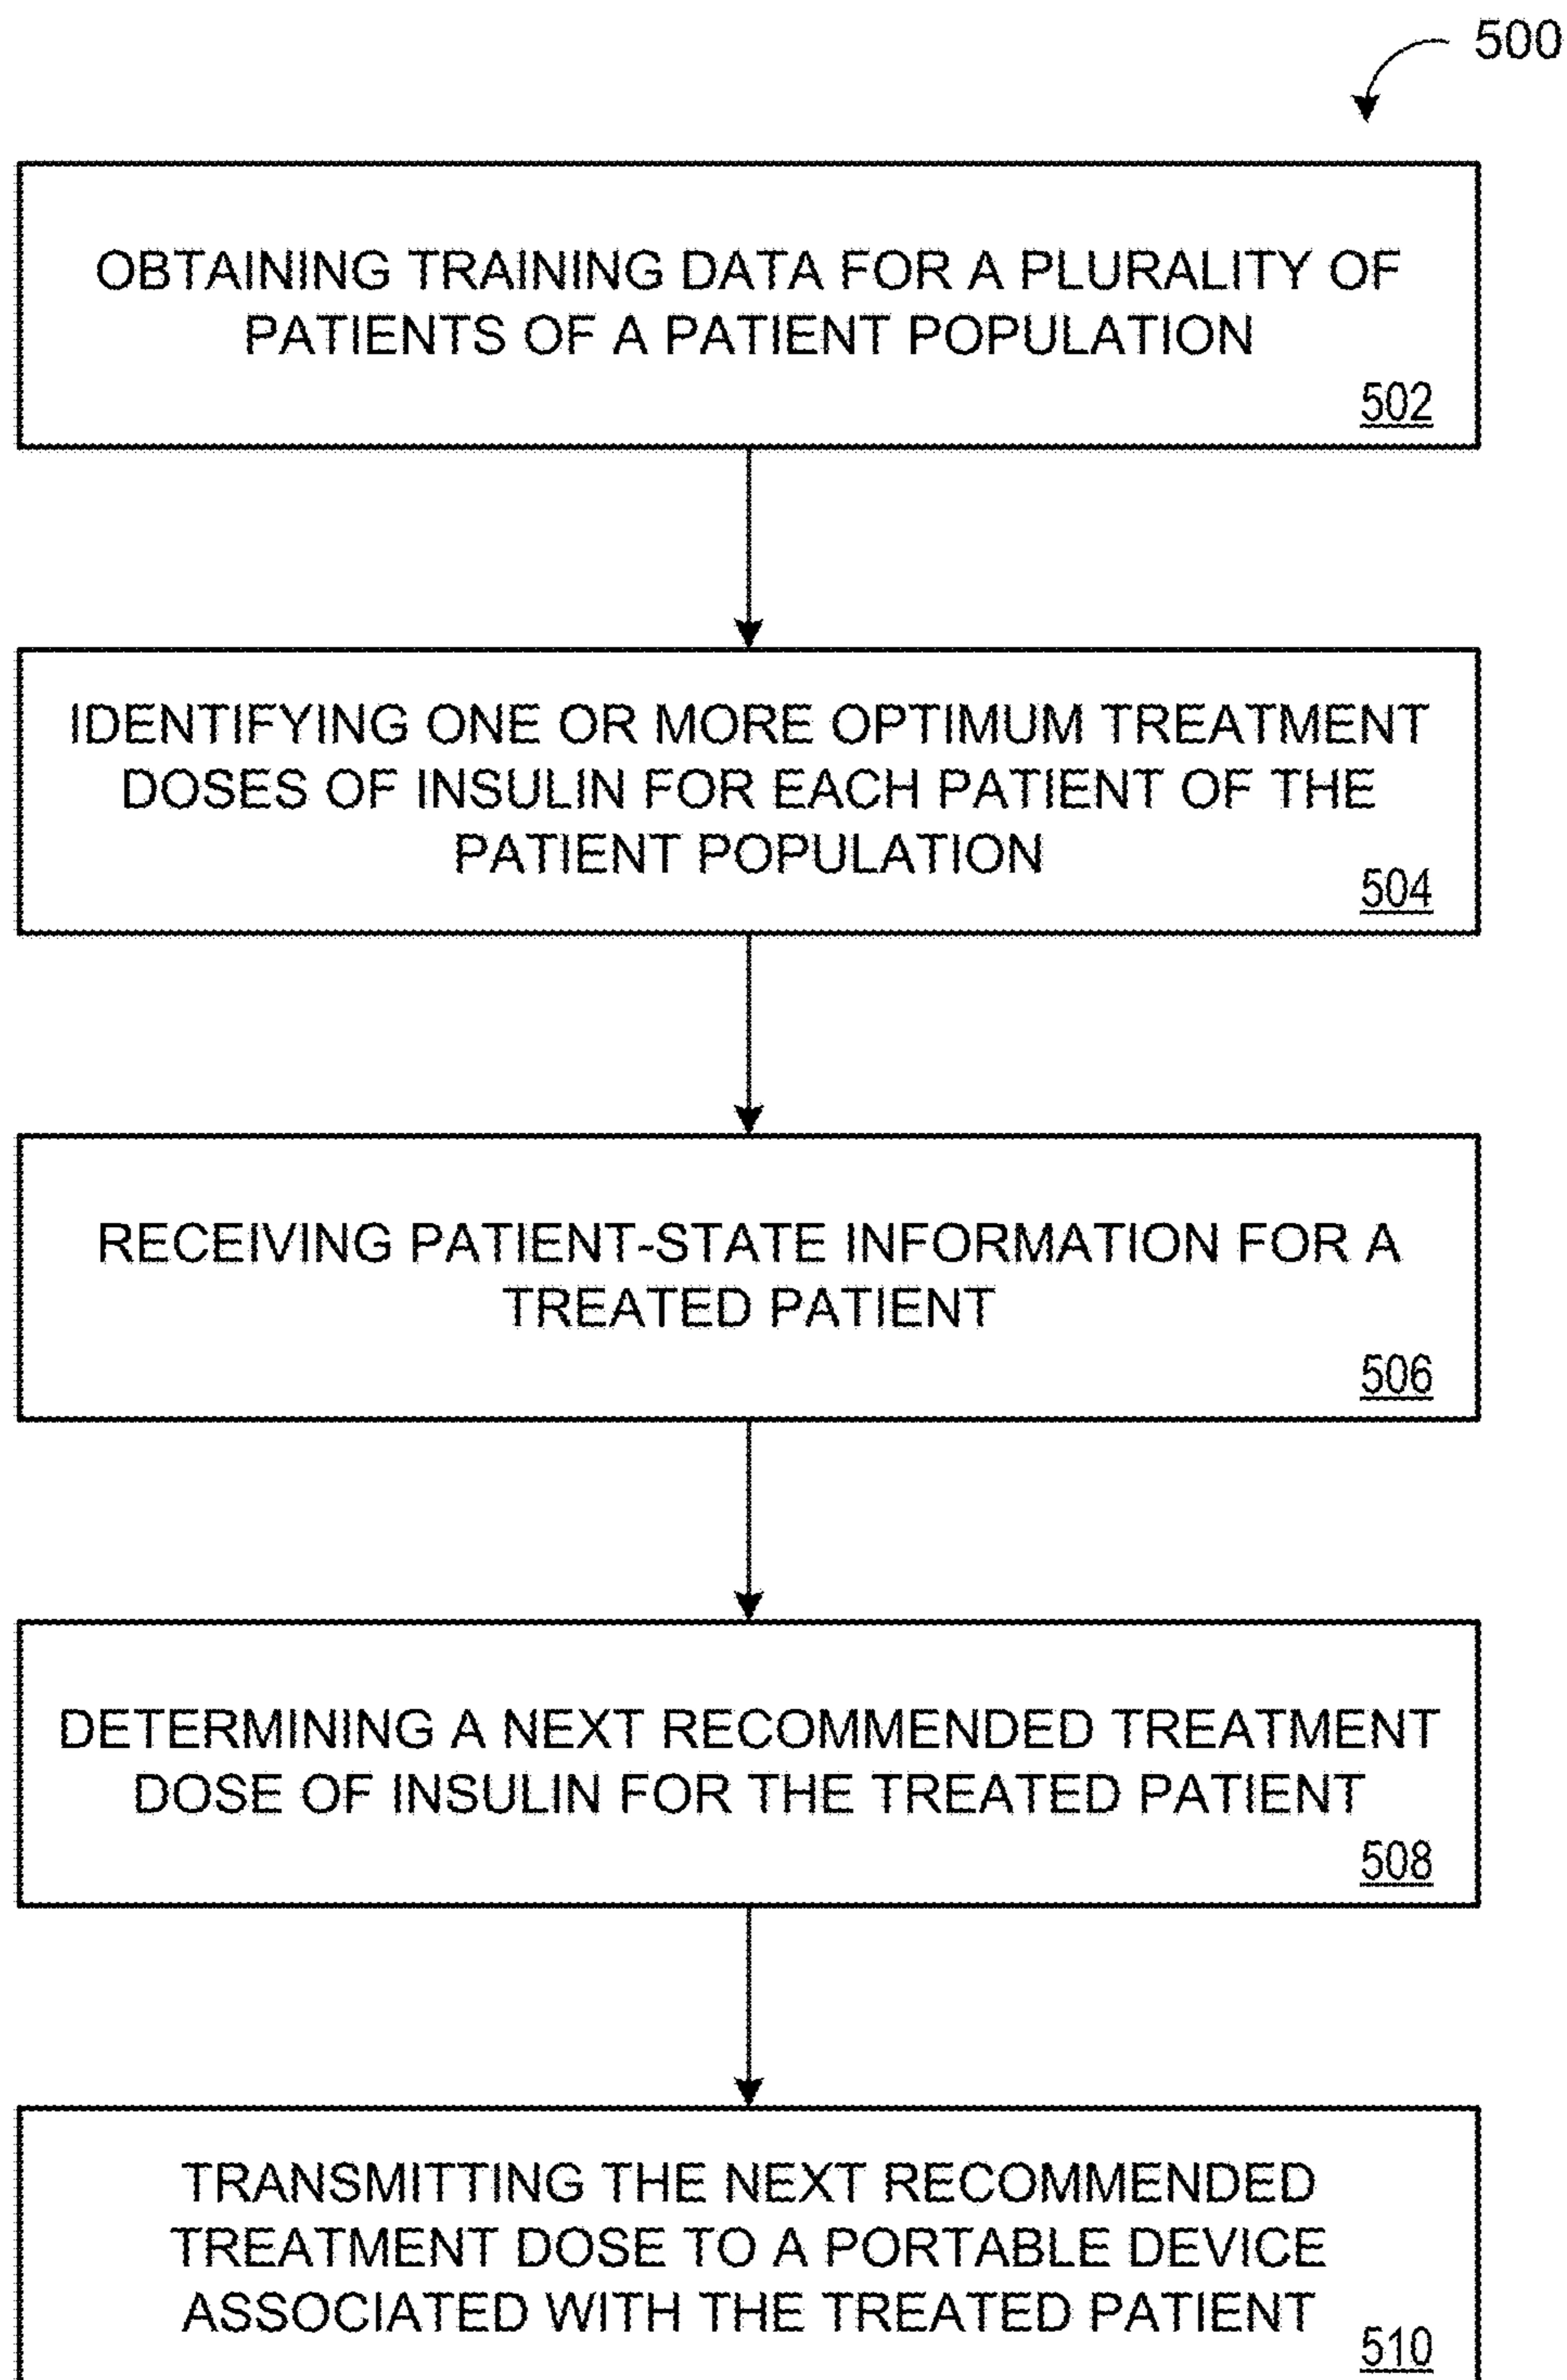 500
OBTAINING TRAINING DATA FOR A PLURALITY OF
PATIENTS OF A PATIENT POPULATION
502
IDENTIFYING ONE OR MORE OPTIMUM TREATMENT
DOSES OF INSULIN FOR EACH PATIENT OF THE
PATIENT POPULATION
504
RECEIVING PATIENT-STATE INFORMATION FOR A
TREATED PATIENT
506
DETERMINING A NEXT RECOMMENDED TREATMENT
DOSE OF INSULIN FOR THE TREATED PATIENT
508
TRANSMITTING THE NEXT RECOMMENDED
TREATMENT DOSE TO A PORTABLE DEVICE
ASSOCIATED WITH THE TREATED PATIENT
510